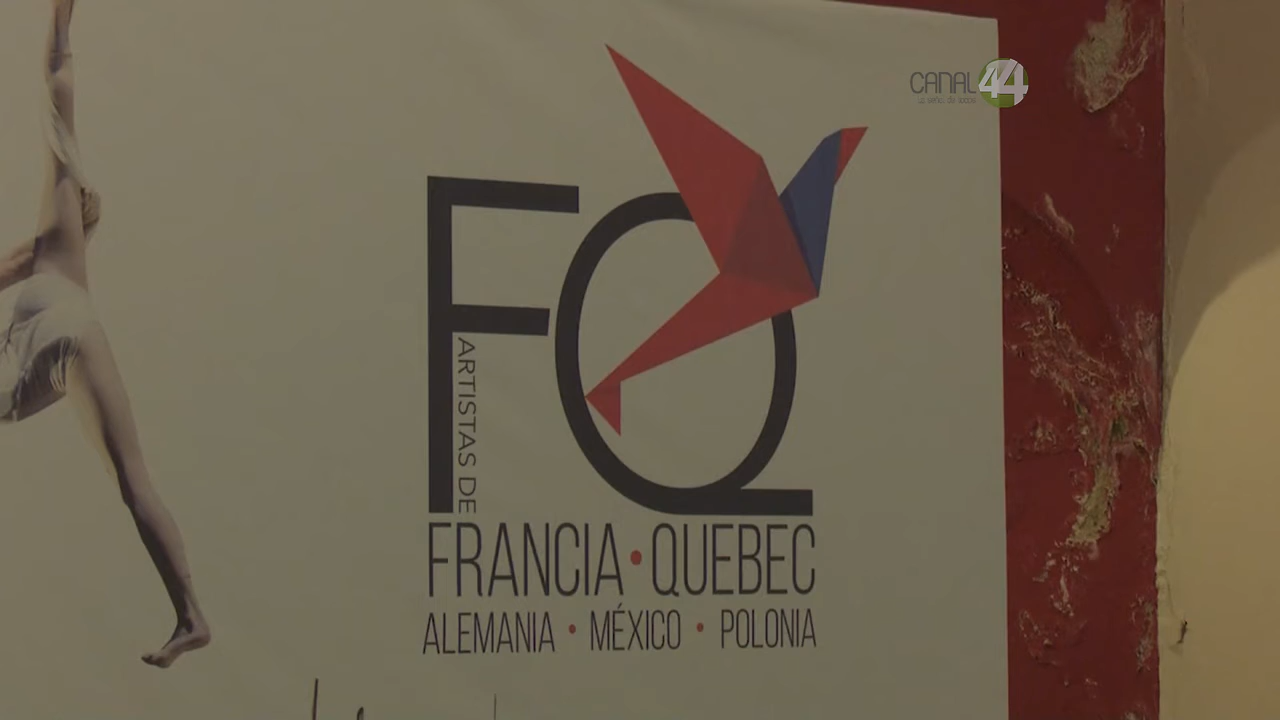 CANAL 44
FQ
ARTISTAS DE
FRANCIA • QUEBEC
ALEMANIA • MÉXICO • POLONIA